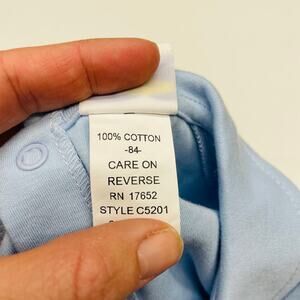 100% COTTON
-84-
CARE ON
REVERSE
RN 17652
STYLE C5201